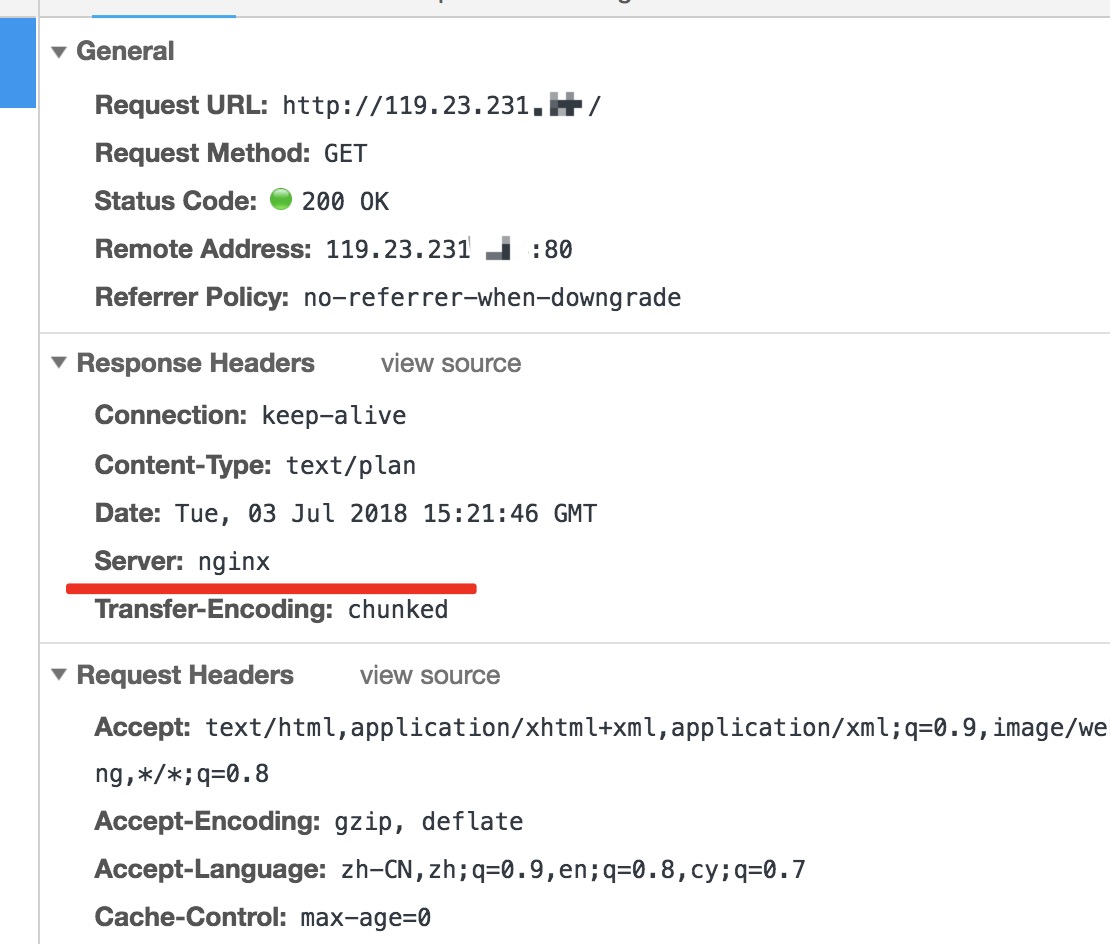 General
Request URL: http://119.23.231. /
Request Method: GET
Status Code: 200 OK
Remote Address: 119.23.231 :80
Referrer Policy: no-referrer-when-downgrade
Response Headers view source
Connection: keep-alive
Content-Type: text/plan
Date: Tue, 03 Jul 2018 15:21:46 GMT
Server: nginx
Transfer-Encoding: chunked
Request Headers view source
Accept: text/html,application/xhtml+xml,application/xml;q=0.9,image/we
ng,*/*;q=0.8
Accept-Encoding: gzip, deflate
Accept-Language: zh-CN,zh;q=0.9,en;q=0.8,cy;q=0.7
Cache-Control: max-age=0